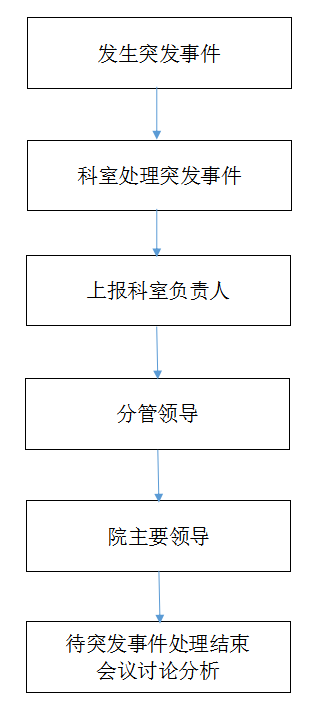 发生突发事件
科室处理突发事件
上报科室负责人
分管领导
院主要领导
待突发事件处理结束
会议讨论分析